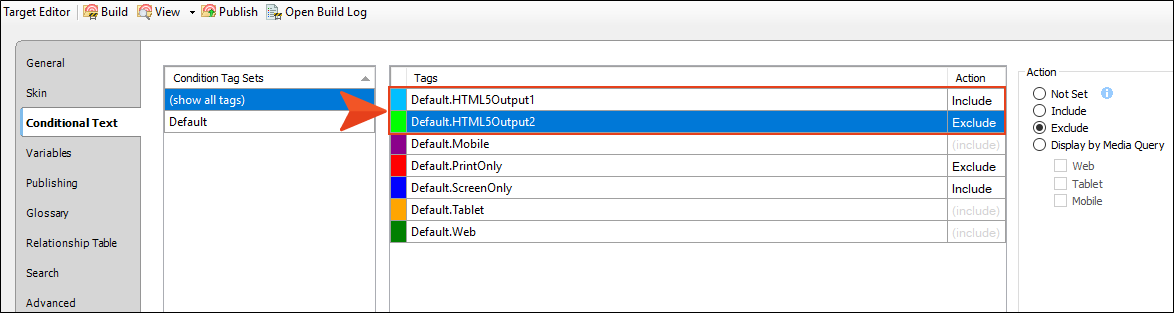 Target Editor Build View Publish Open Build Log
General
Skin
Conditional Text
Variables
Publishing
Glossary
Relationship Table
Search
Advanced
Condition Tag Sets
(show all tags)
Default
Tags Action
Default.HTML5Output1 Include
Default.HTML5Output2 Exclude
Default.Mobile (include)
Default.PrintOnly Exclude
Default.ScreenOnly Include
Default.Tablet (include)
Default.Web (include)
Action
Not Set
Include
Exclude
Display by Media Query
Web
Tablet
Mobile